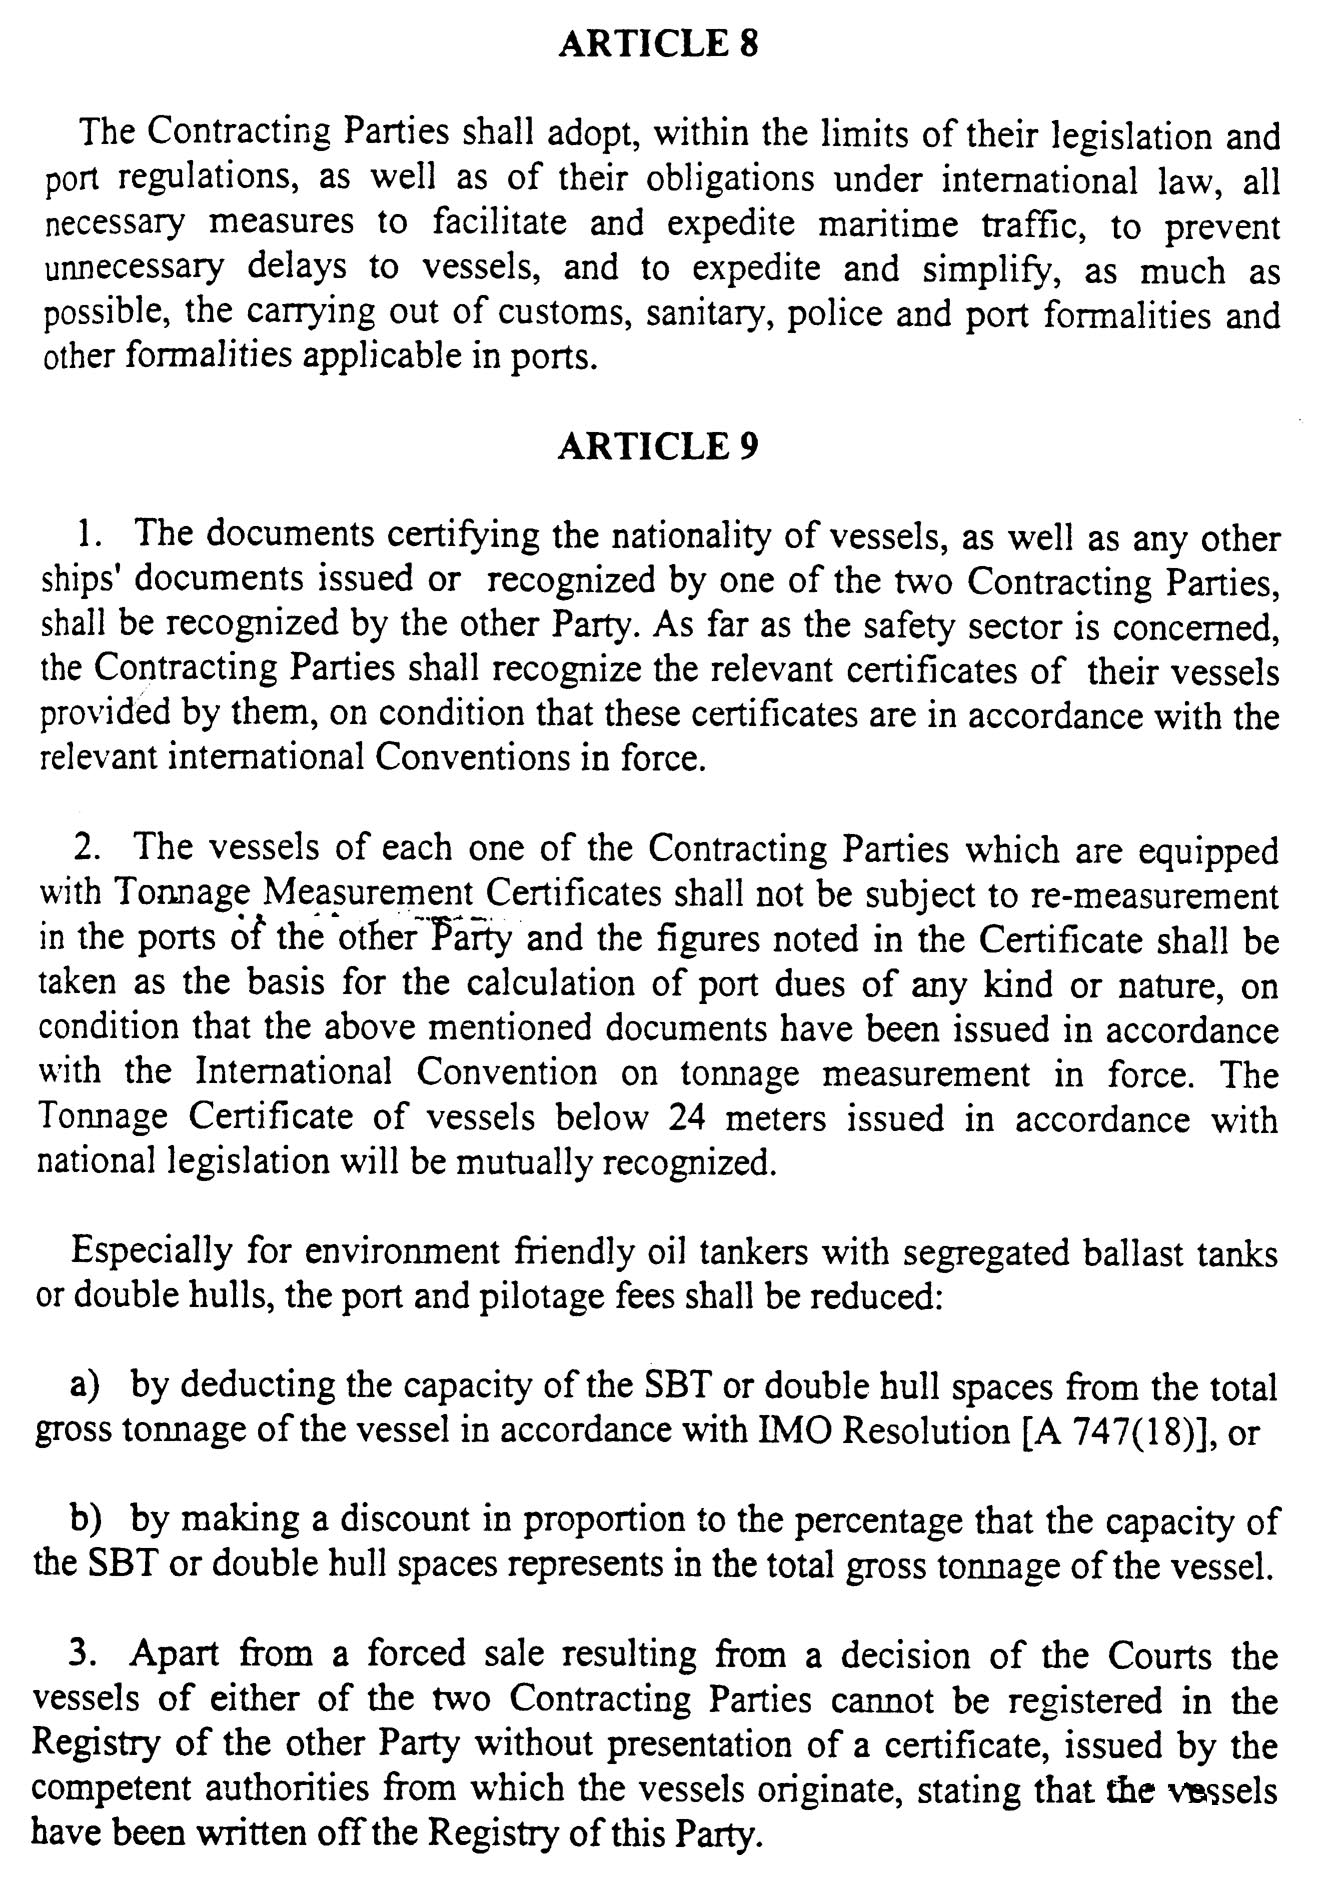 ARTICLE 8
The Contracting Parties shall adopt, within the limits of their legislation and
port regulations, as well as of their obligations under international law, all
necessary measures to facilitate and expedite maritime traffic, to prevent
unnecessary delays to vessels, and to expedite and simplify, as much as
possible, the carrying out of customs, sanitary, police and port formalities and
other formalities applicable in ports.
ARTICLE 9
1. The documents certifying the nationality of vessels, as well as any other
ships' documents issued or recognized by one of the two Contracting Parties,
shall be recognized by the other Party. As far as the safety sector is concerned,
the Contracting Parties shall recognize the relevant certificates of their vessels
provided by them, on condition that these certificates are in accordance with the
relevant international Conventions in force.
2. The vessels of each one of the Contracting Parties which are equipped
with Tonnage Measurement Certificates shall not be subject to re-measurement
in the ports of the other Party and the figures noted in the Certificate shall be
taken as the basis for the calculation of port dues of any kind or nature, on
condition that the above mentioned documents have been issued in accordance
with the International Convention on tonnage measurement in force. The
Tonnage Certificate of vessels below 24 meters issued in accordance with
national legislation will be mutually recognized.
Especially for environment friendly oil tankers with segregated ballast tanks
or double hulls, the port and pilotage fees shall be reduced:
a) by deducting the capacity of the SBT or double hull spaces from the total
gross tonnage of the vessel in accordance with IMO Resolution [A 747(18)], or
b) by making a discount in proportion to the percentage that the capacity of
the SBT or double hull spaces represents in the total gross tonnage of the vessel.
3. Apart from a forced sale resulting from a decision of the Courts the
vessels of either of the two Contracting Parties cannot be registered in the
Registry of the other Party without presentation of a certificate, issued by the
competent authorities from which the vessels originate, stating that the vessels
have been written off the Registry of this Party.